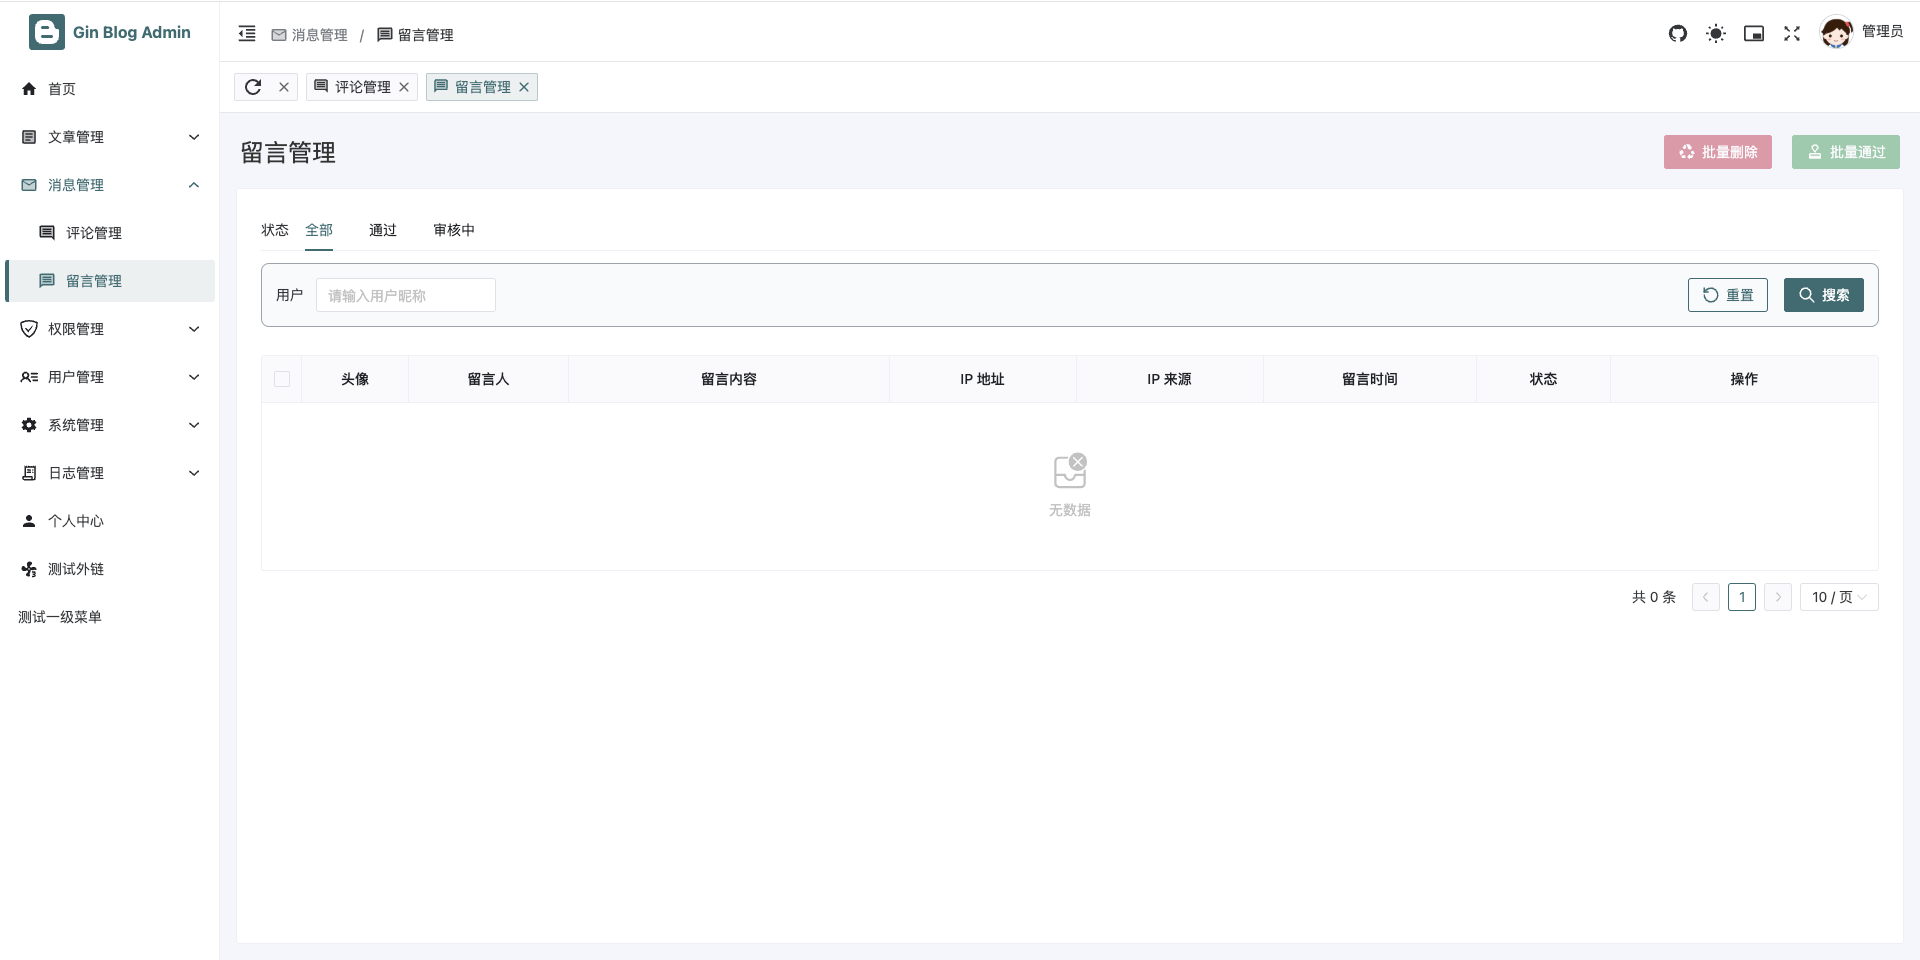 Gin Blog Admin
首页
文章管理
消息管理
评论管理
留言管理
权限管理
用户管理
系统管理
日志管理
个人中心
测试外链
测试一级菜单
消息管理 / 留言管理
管理员
评论管理
留言管理
留言管理
批量删除
批量通过
状态 全部 通过 审核中
用户 请输入用户昵称
重置
搜索
头像 留言人 留言内容 IP 地址 IP 来源 留言时间 状态 操作
无数据
共 0 条 1 10 / 页